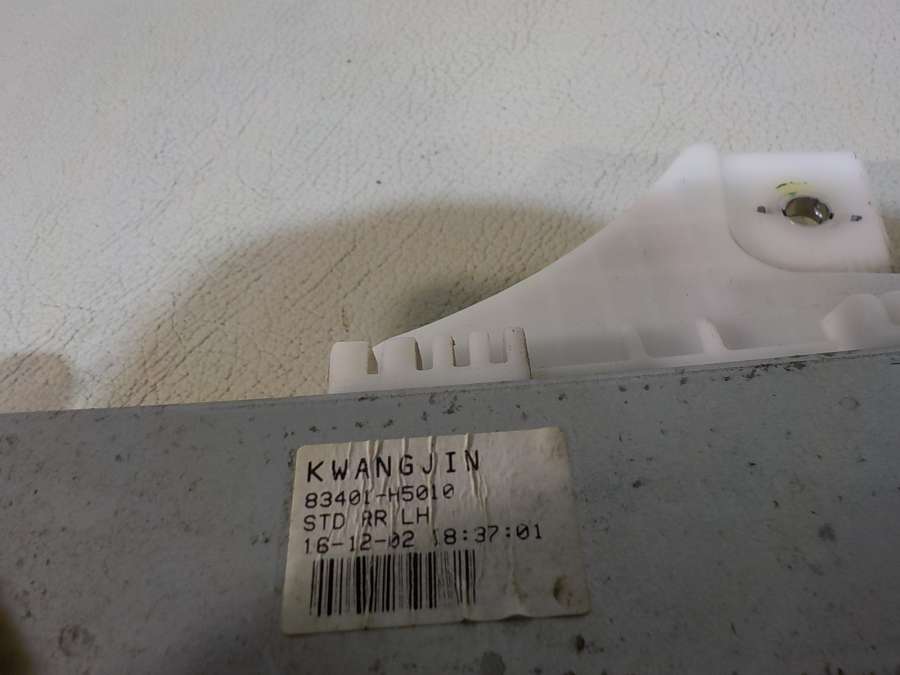 KWANGJIN
83401-H5010
STD RR LH
16-12-02 18:37:01